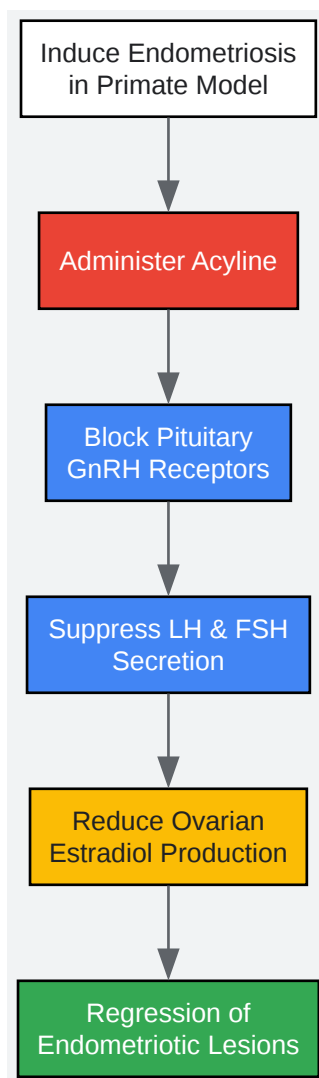 Induce Endometriosis
in Primate Model
Administer Acyline
Block Pituitary
GnRH Receptors
Suppress LH & FSH
Secretion
Reduce Ovarian
Estradiol Production
Regression of
Endometriotic Lesions